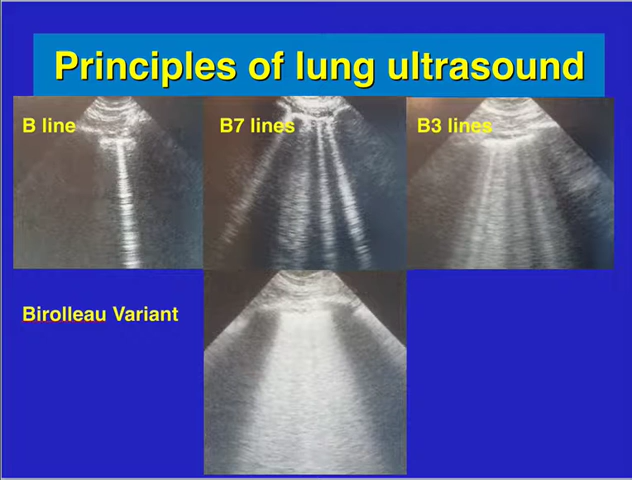 Principles of lung ultrasound
B line
B7 lines
B3 lines
Birolleau Variant